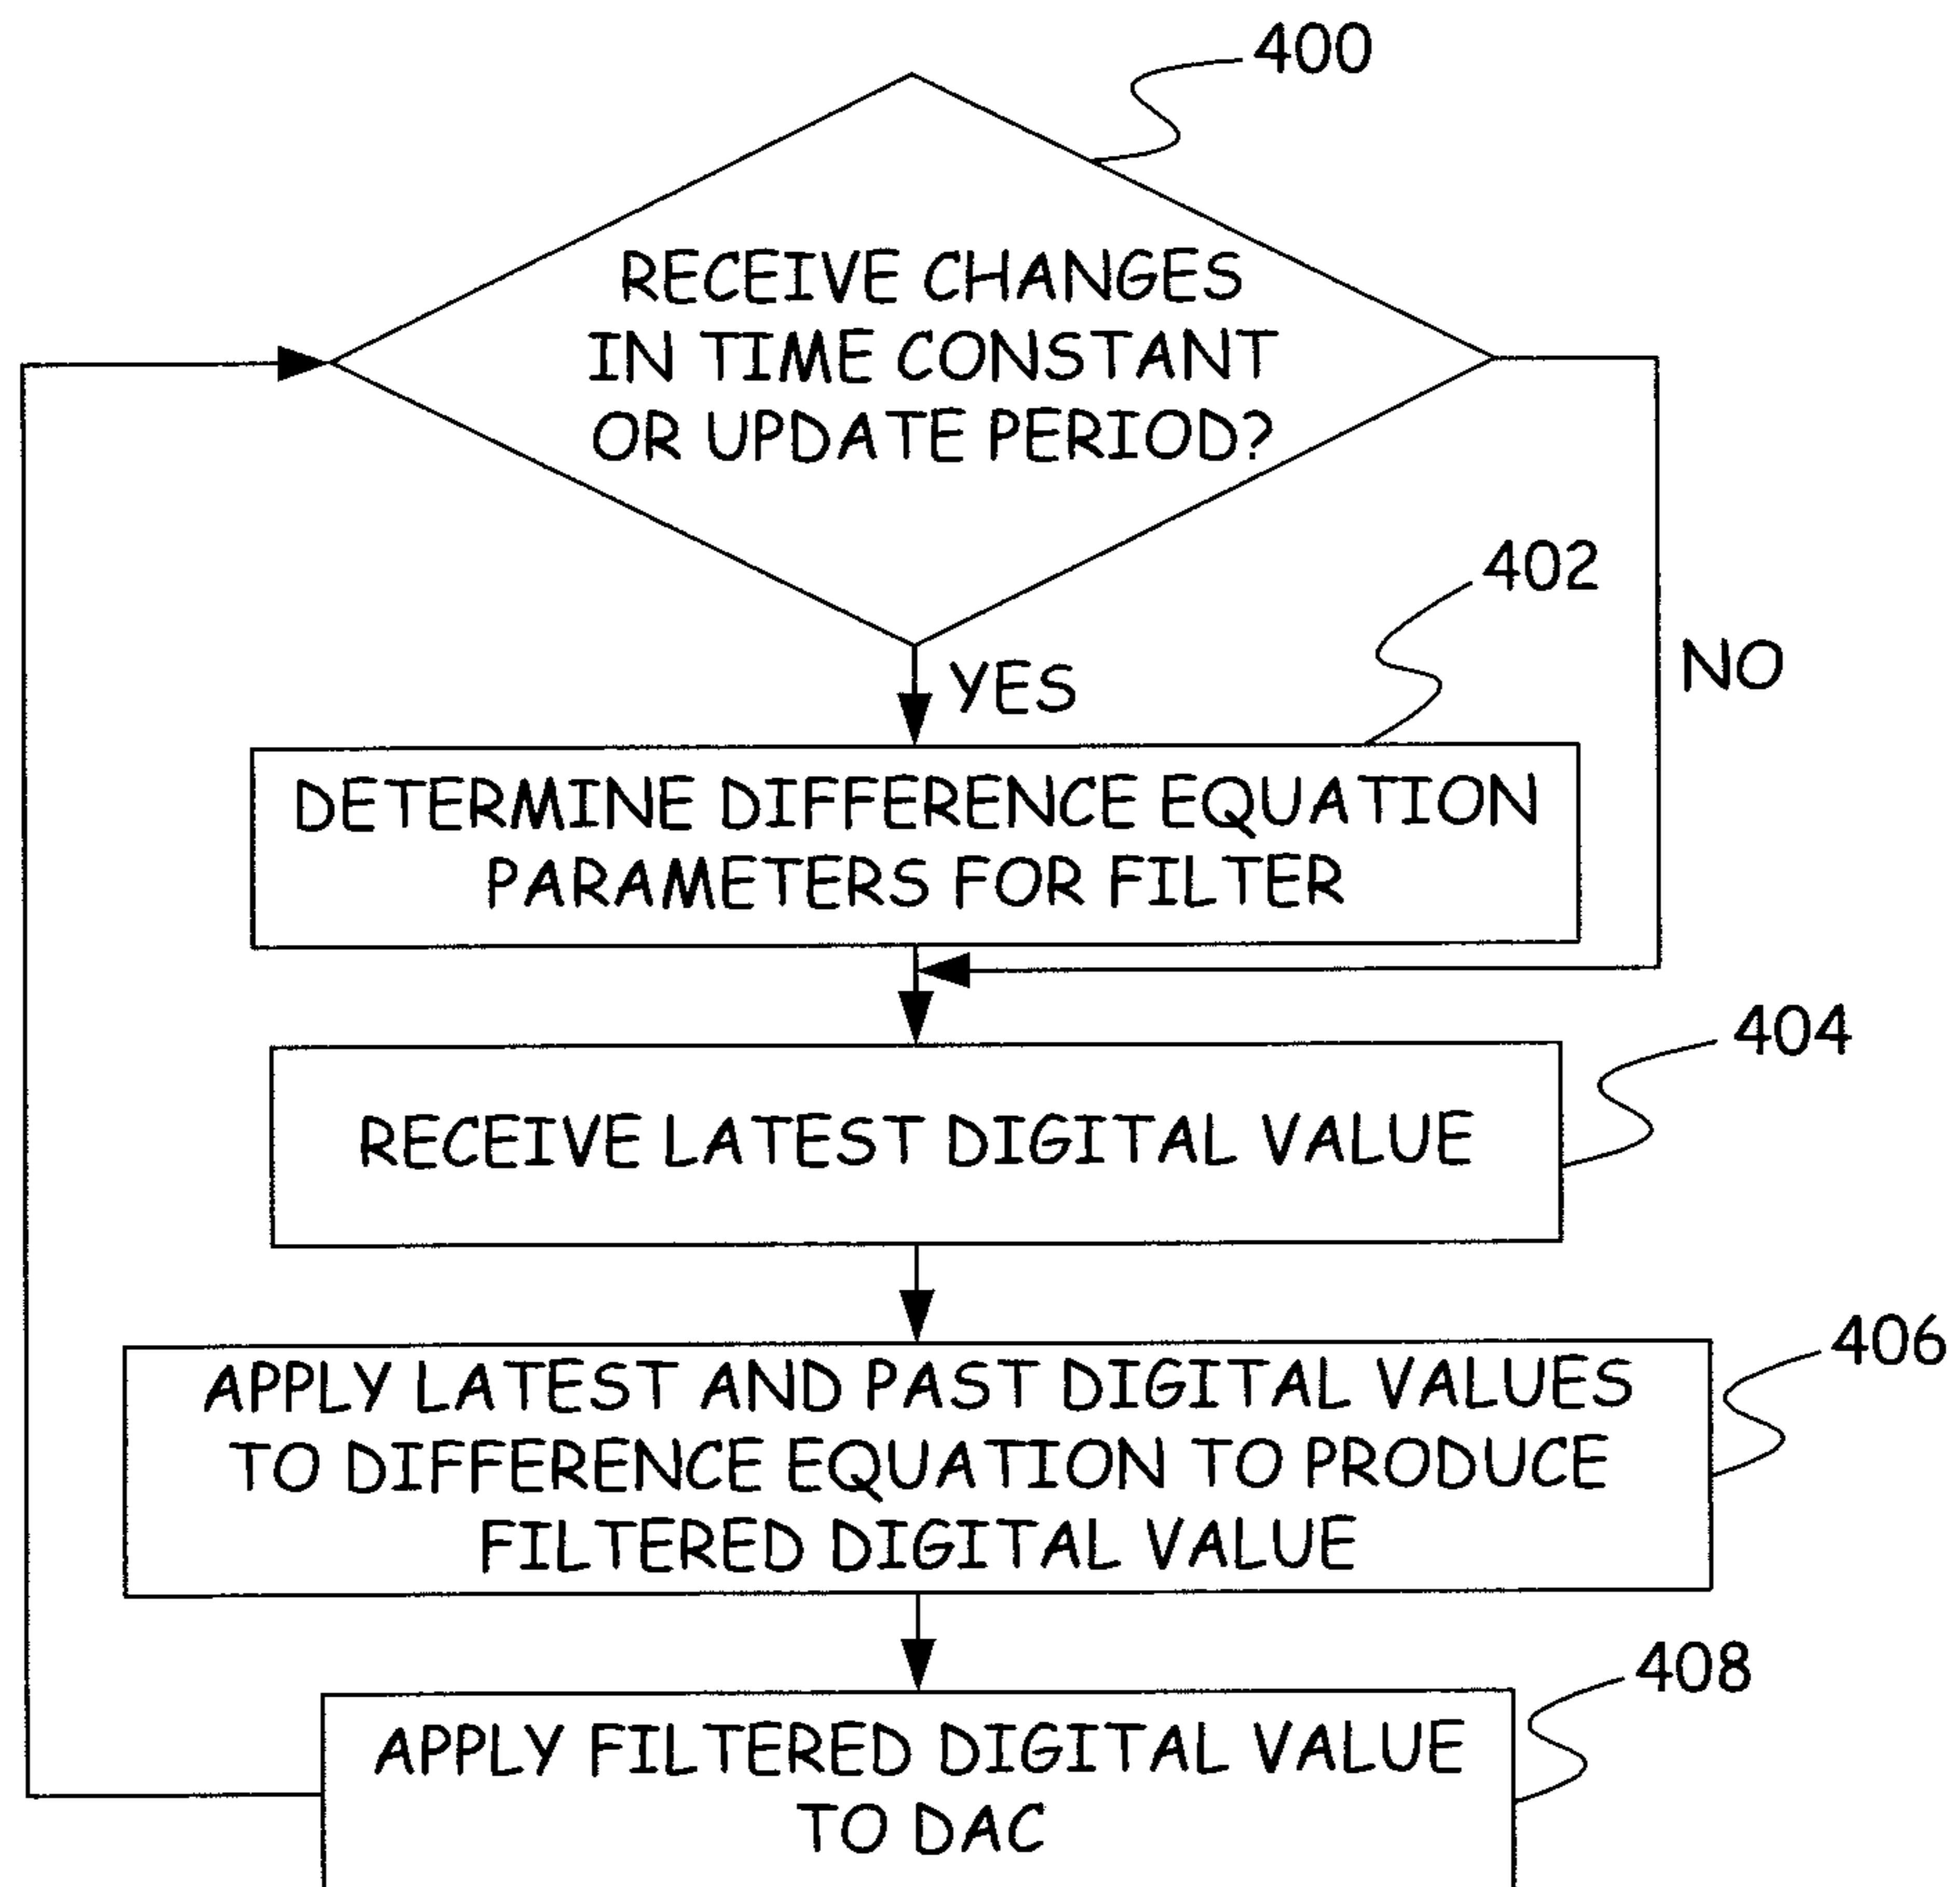 400
RECEIVE CHANGES
IN TIME CONSTANT
OR UPDATE PERIOD?
402
YES
NO
DETERMINE DIFFERENCE EQUATION
PARAMETERS FOR FILTER
404
RECEIVE LATEST DIGITAL VALUE
406
APPLY LATEST AND PAST DIGITAL VALUES
TO DIFFERENCE EQUATION TO PRODUCE
FILTERED DIGITAL VALUE
408
APPLY FILTERED DIGITAL VALUE
TO DAC